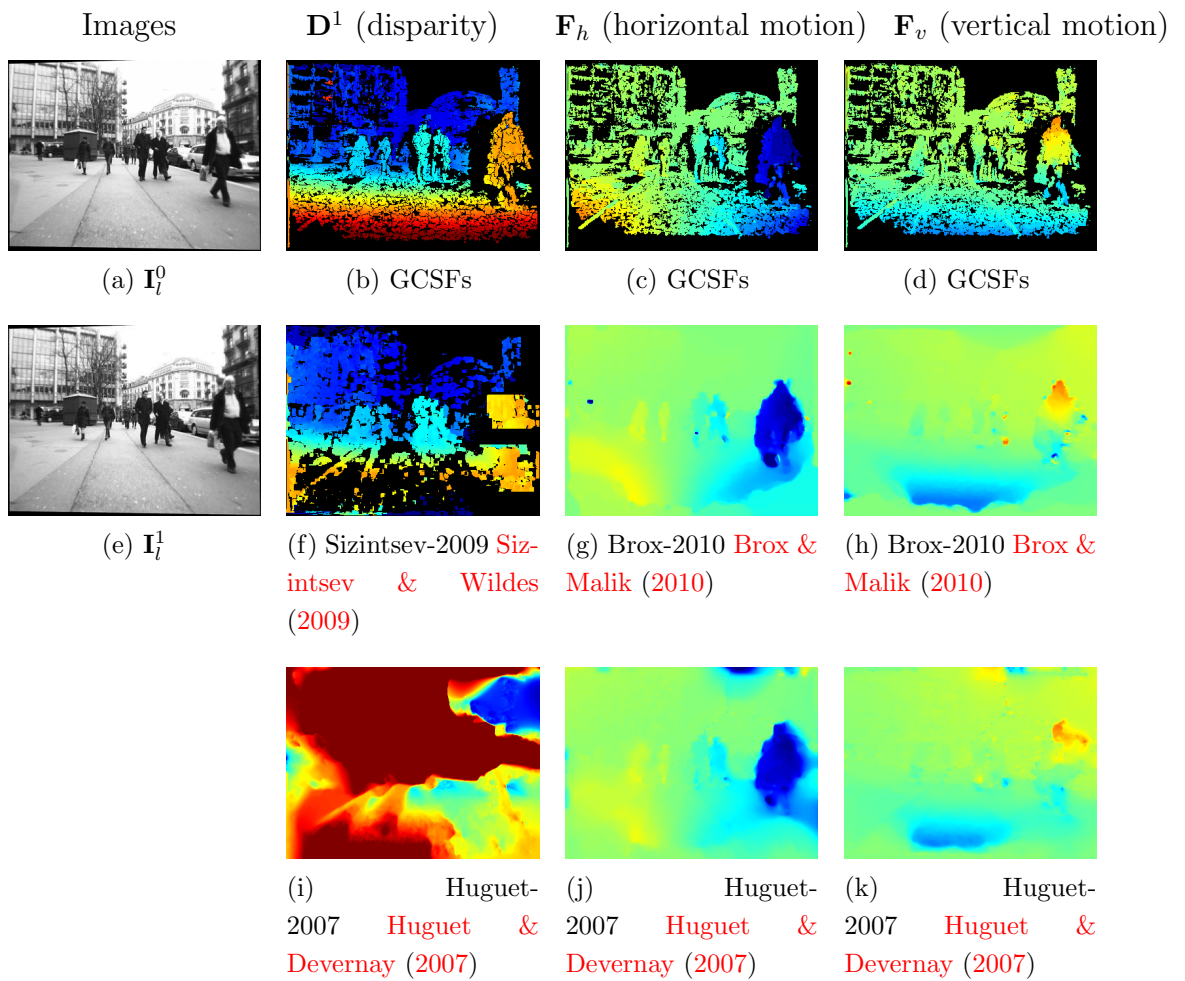 Images
D¹ (disparity)
F_h (horizontal motion)
F_v (vertical motion)
(a) I_l^0
(b) GCSFs
(c) GCSFs
(d) GCSFs
(e) I_l^1
(f) Sizintsev-2009 Siz-
intsev & Wildes
(2009)
(g) Brox-2010 Brox &
Malik (2010)
(h) Brox-2010 Brox &
Malik (2010)
(i) Huguet-
2007 Huguet &
Devernay (2007)
(j) Huguet-
2007 Huguet &
Devernay (2007)
(k) Huguet-
2007 Huguet &
Devernay (2007)